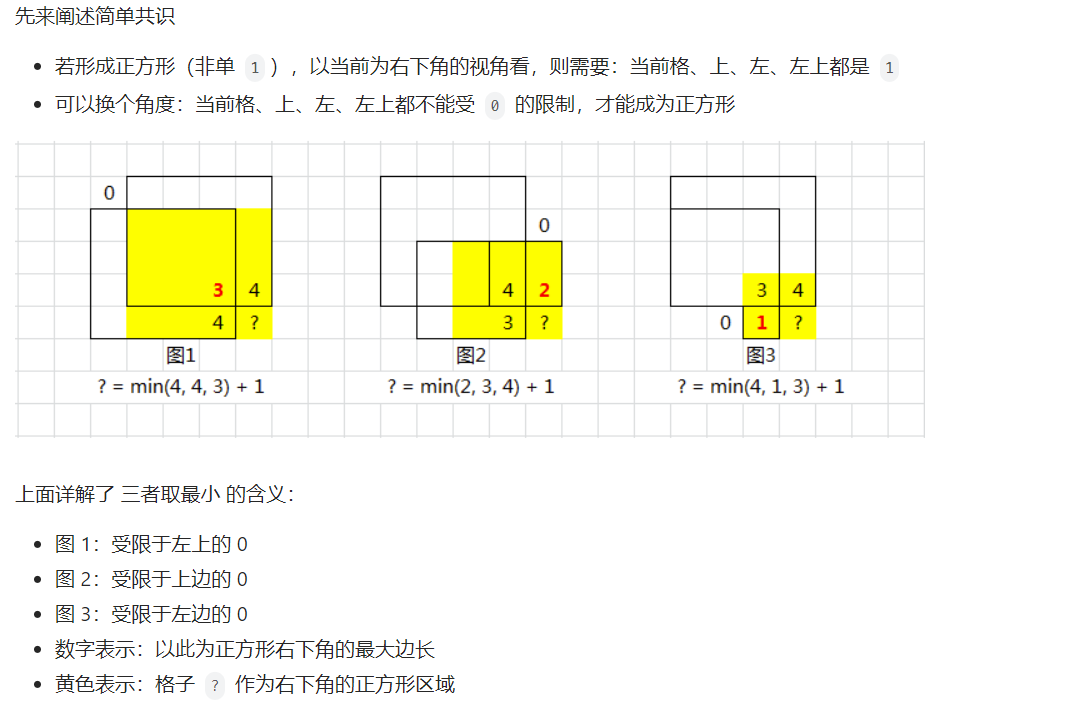 先来阐述简单共识
若形成正方形（非单 1 ），以当前为右下角的视角看，则需要：当前格、上、左、左上都是 1
可以换个角度：当前格、上、左、左上都不能受 0 的限制，才能成为正方形
0
3 4
4 ?
图1
? = min(4, 4, 3) + 1
0
4 2
3 ?
图2
? = min(2, 3, 4) + 1
3 4
0 1 ?
图3
? = min(4, 1, 3) + 1
上面详解了 三者取最小 的含义：
图 1：受限于左上的 0
图 2：受限于上边的 0
图 3：受限于左边的 0
数字表示：以此为正方形右下角的最大边长
黄色表示：格子 ? 作为右下角的正方形区域